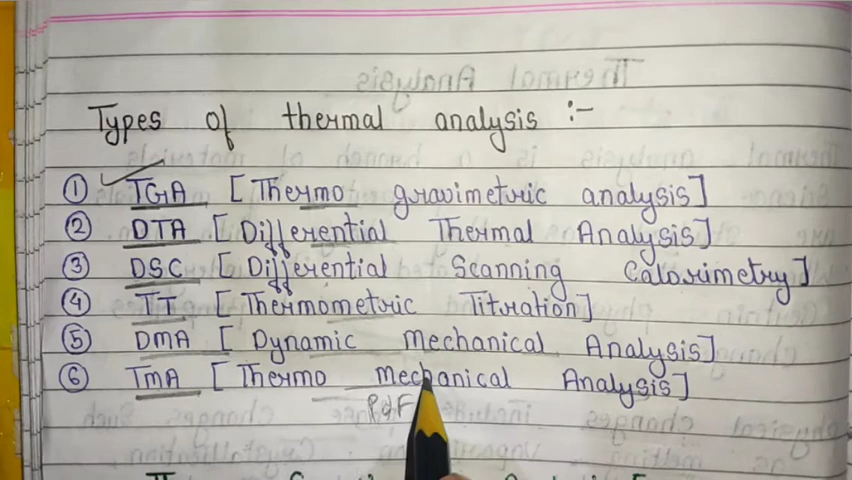 Types of thermal analysis :-
① TGA [Thermo gravimetric analysis]
② DTA [Differential Thermal Analysis]
③ DSC [Differential Scanning Calorimetry]
④ TT [Thermometric Titration]
⑤ DMA [Dynamic Mechanical Analysis]
⑥ TMA [Thermo Mechanical Analysis]